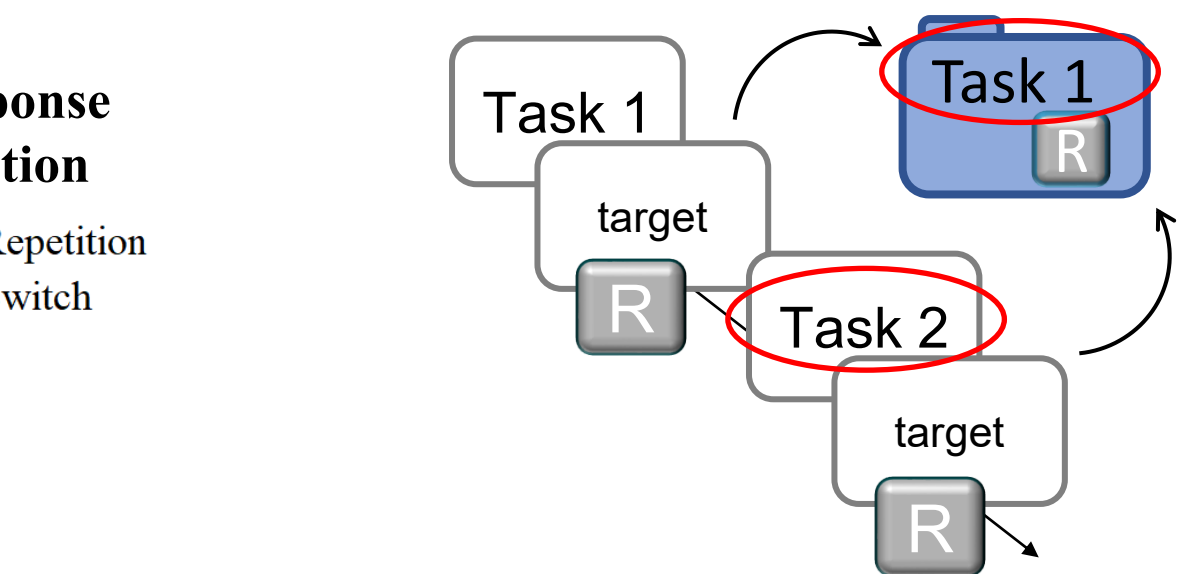 ponse
tion
Repetition
witch
Task 1
target
R
Task 2
target
R
Task 1
R